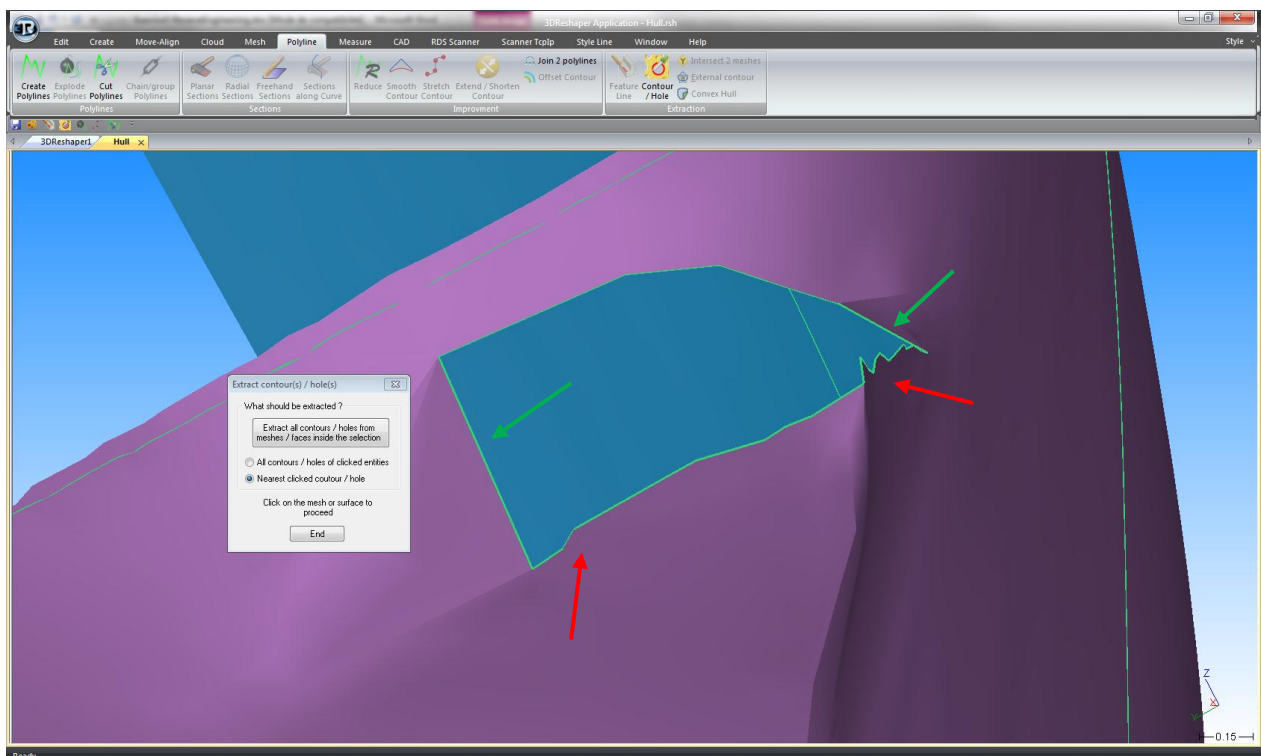 3DReshaper Application - Hull.rsh
3R
Edit Create Move-Align Cloud Mesh Polyline Measure CAD RDS Scanner Scanner TcpIp Style Line Window Help Style
Create Polylines
Explode Polylines
Cut Polylines
Chain/group Polylines
Polylines
Planar Sections
Radial Sections
Freehand Sections
Sections along Curve
Sections
Reduce
Smooth Contour
Stretch Contour
Extend / Shorten Contour
Join 2 polylines
Offset Contour
Improvment
Feature Line
Contour / Hole
Intersect 2 meshes
External contour
Convex Hull
Extraction
3DReshaper1 Hull x
Extract contour(s) / hole(s)
What should be extracted ?
Extract all contours / holes from
meshes / faces inside the selection
All contours / holes of clicked entities
Nearest clicked coutour / hole
Click on the mesh or surface to
proceed
End
Z
X
Y
0.15
Ready